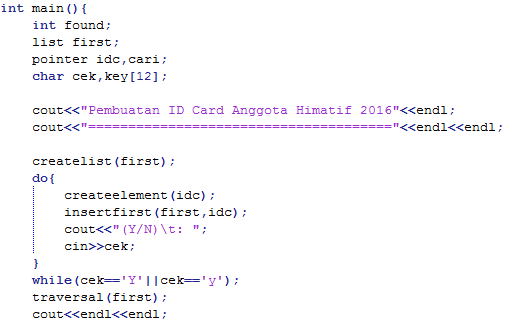 int main(){
    int found;
    list first;
    pointer idc,cari;
    char cek,key[12];

    cout<<"Pembuatan ID Card Anggota Himatif 2016"<<endl;
    cout<<"======================================"<<endl<<endl;

    createlist(first);
    do{
        createelement(idc);
        insertfirst(first,idc);
        cout<<"(Y/N)\t: ";
        cin>>cek;
    }
    while(cek=='Y'||cek=='y');
    traversal(first);
    cout<<endl<<endl;